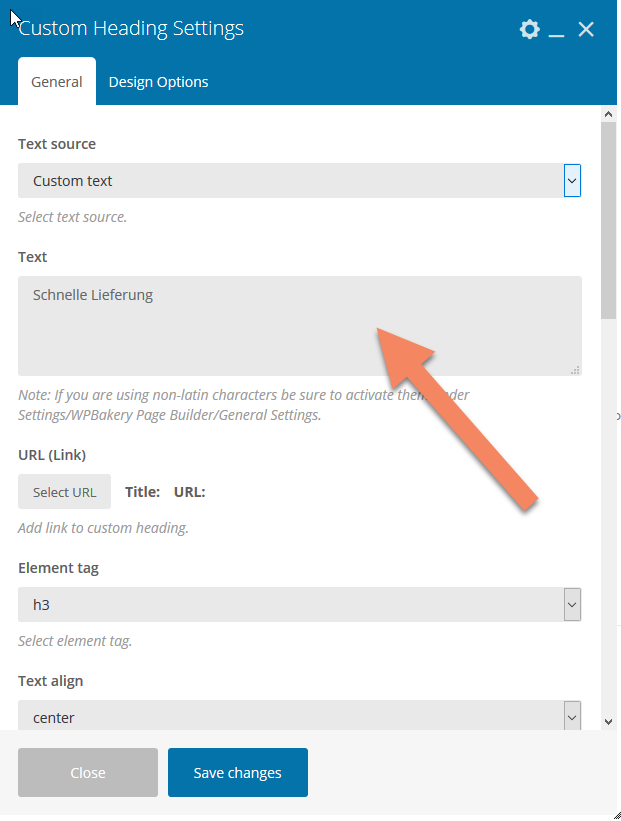 Custom Heading Settings
General
Design Options
Text source
Custom text
Select text source.
Text
Schnelle Lieferung
Note: If you are using non-latin characters be sure to activate them under
Settings/WPBakery Page Builder/General Settings.
URL (Link)
Select URL Title: URL:
Add link to custom heading.
Element tag
h3
Select element tag.
Text align
center
Close
Save changes